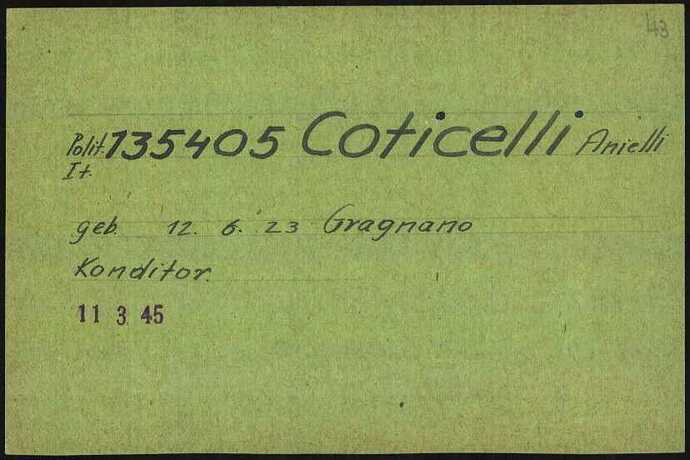 43
Polit. 135405 Coticelli Anielli
It.
geb. 12. 6. 23 Gragnano
Konditor.
11 3 45